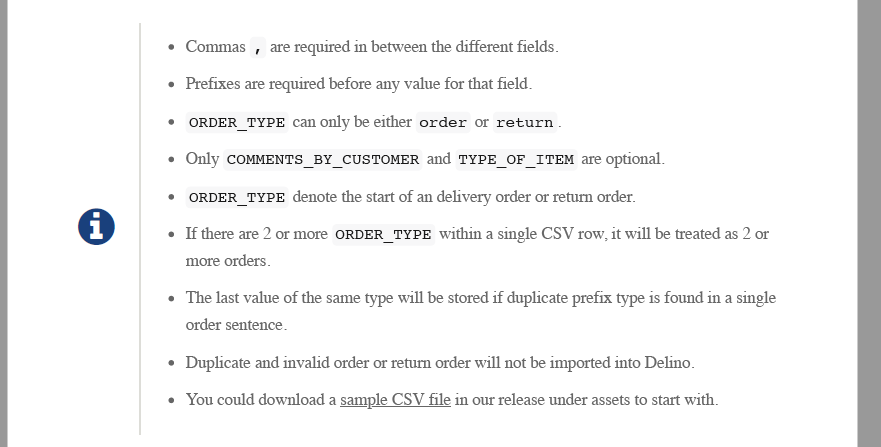 Commas , are required in between the different fields.
Prefixes are required before any value for that field.
ORDER_TYPE can only be either order or return.
Only COMMENTS_BY_CUSTOMER and TYPE_OF_ITEM are optional.
ORDER_TYPE denote the start of an delivery order or return order.
If there are 2 or more ORDER_TYPE within a single CSV row, it will be treated as 2 or
more orders.
The last value of the same type will be stored if duplicate prefix type is found in a single
order sentence.
Duplicate and invalid order or return order will not be imported into Delino.
You could download a sample CSV file in our release under assets to start with.